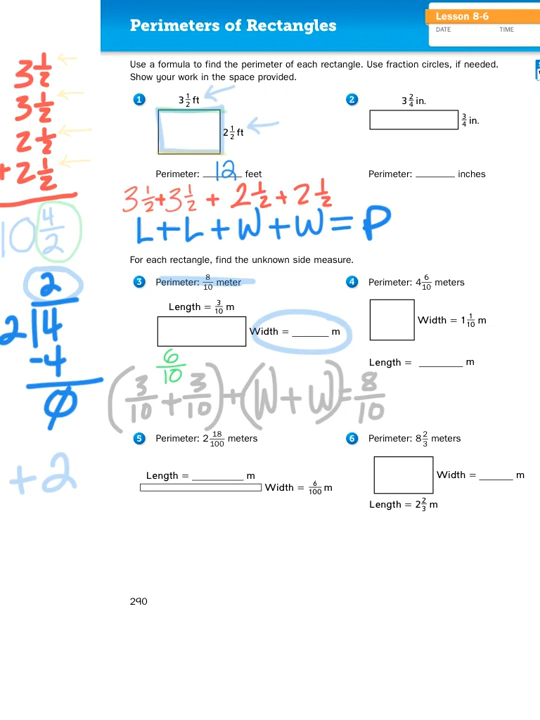 Perimeters of Rectangles
Lesson 8-6
DATE TIME
Use a formula to find the perimeter of each rectangle. Use fraction circles, if needed.
Show your work in the space provided.
1 3 1/2 ft
2 1/2 ft
Perimeter: 12 feet
2 3 2/4 in.
3/4 in.
Perimeter: ______ inches
3 1/2
3 1/2
2 1/2
+ 2 1/2
10 4/2
3 1/2 + 3 1/2 + 2 1/2 + 2 1/2
L + L + W + W = P
2
2 14
-4
0
+2
For each rectangle, find the unknown side measure.
3 Perimeter: 8/10 meter
Length = 3/10 m
Width = ______ m
4 Perimeter: 4 6/10 meters
Width = 1 1/10 m
Length = ______ m
6/10
(3/10 + 3/10) + (W + W) = 8/10
5 Perimeter: 2 18/100 meters
Length = ______ m
Width = 6/100 m
6 Perimeter: 8 2/3 meters
Width = ______ m
Length = 2 2/3 m
290